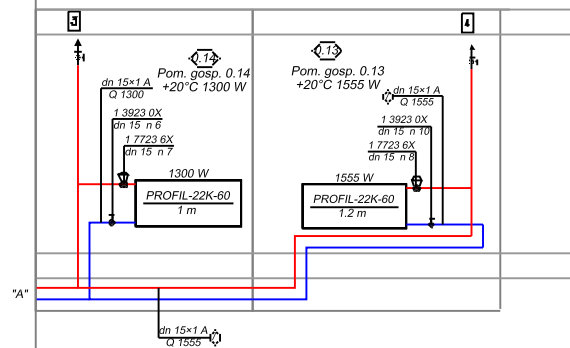 3
4
0.14
0.13
Pom. gosp. 0.14
+20°C 1300 W
Pom. gosp. 0.13
+20°C 1555 W
dn 15×1 A
Q 1300
1 3923 0X
dn 15 n 6
1 7723 6X
dn 15 n 7
dn 15×1 A
Q 1555
1 3923 0X
dn 15 n 10
1 7723 6X
dn 15 n 8
1300 W
PROFIL-22K-60
1 m
1555 W
PROFIL-22K-60
1.2 m
"A"
dn 15×1 A
Q 1555